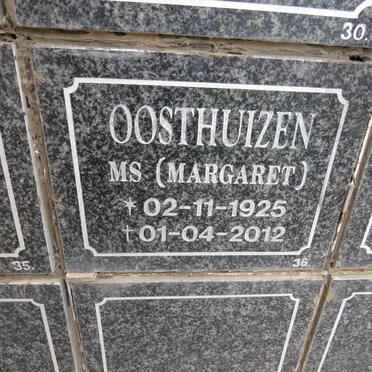 30.
OOSTHUIZEN
MS (MARGARET)
* 02-11-1925
† 01-04-2012
35.
36.